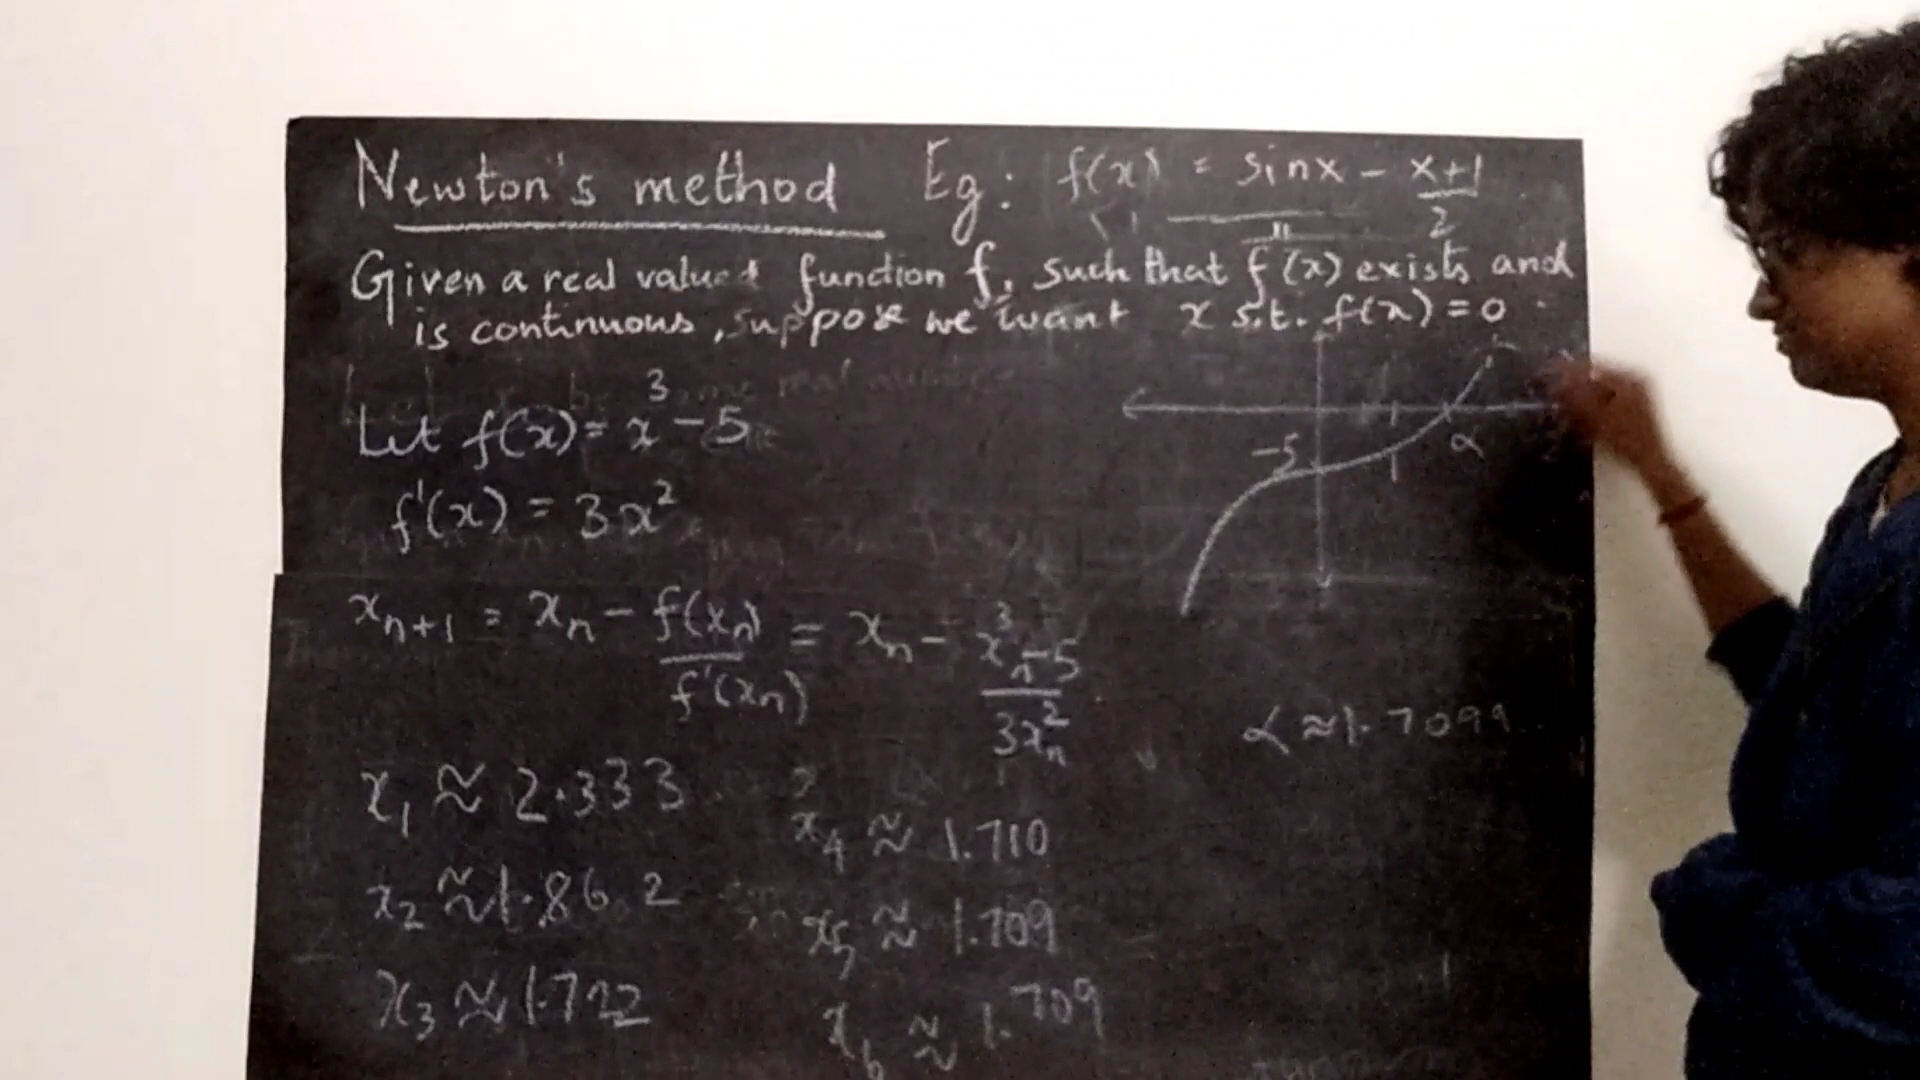 Newton's method Eg: f(x) = sinx - x+1/2
Given a real valued function f, such that f''(x) exists and
is continuous, suppose we want x s.t. f(x) = 0
Let f(x) = x³ - 5
f'(x) = 3x²
-5 1 α
xₙ₊₁ = xₙ - f(xₙ)/f'(xₙ) = xₙ - xₙ³-5/3xₙ²
α ≈ 1.7099
x₁ ≈ 2.333
x₂ ≈ 1.862
x₃ ≈ 1.722
x₄ ≈ 1.710
x₅ ≈ 1.709
x₆ ≈ 1.709